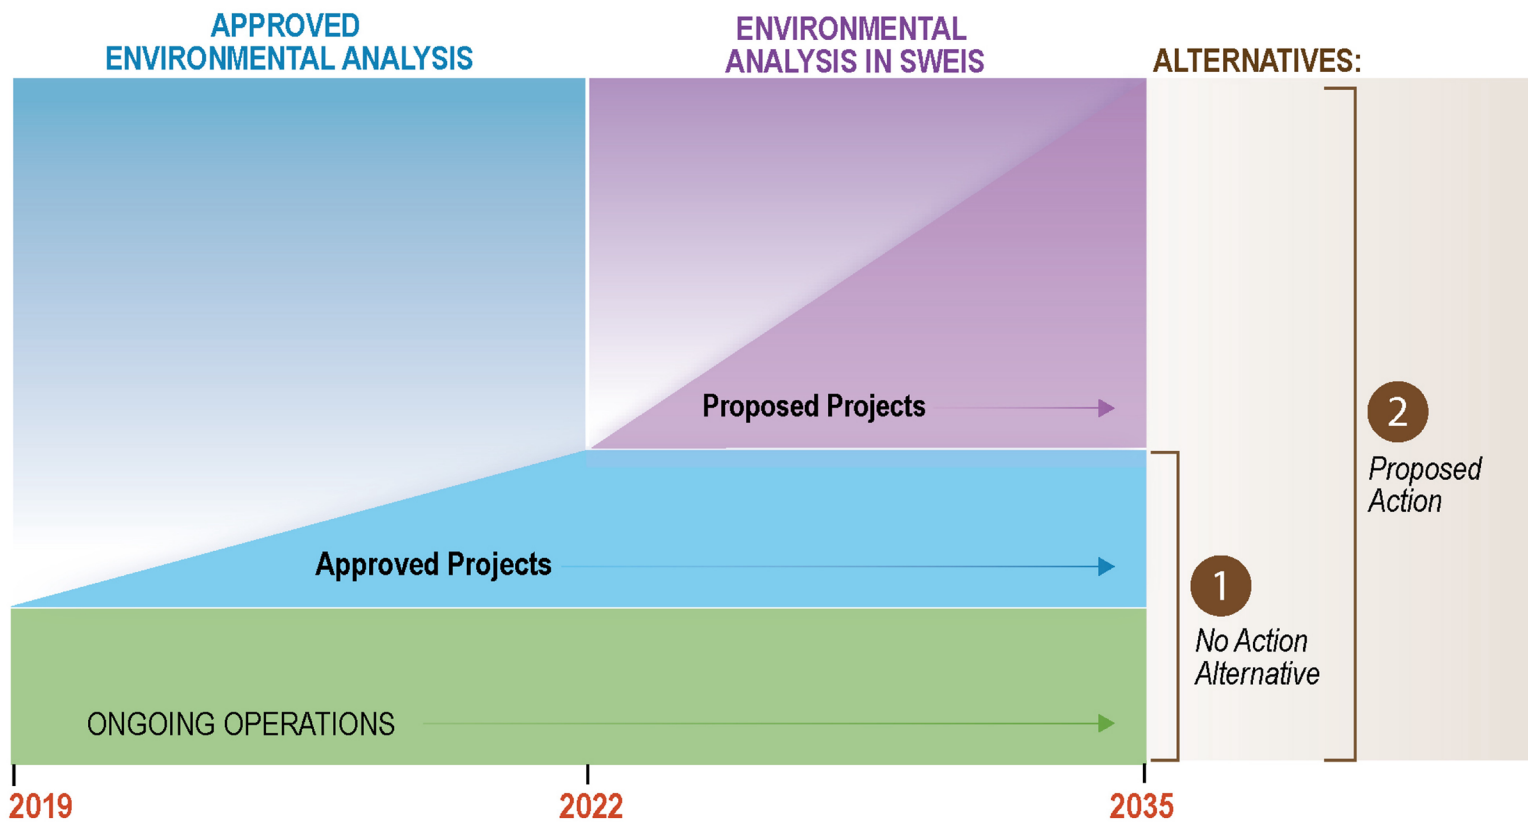 APPROVED
ENVIRONMENTAL ANALYSIS
ENVIRONMENTAL
ANALYSIS IN SWEIS
ALTERNATIVES:
Proposed Projects
2
Proposed
Action
Approved Projects
1
No Action
Alternative
ONGOING OPERATIONS
2019
2022
2035